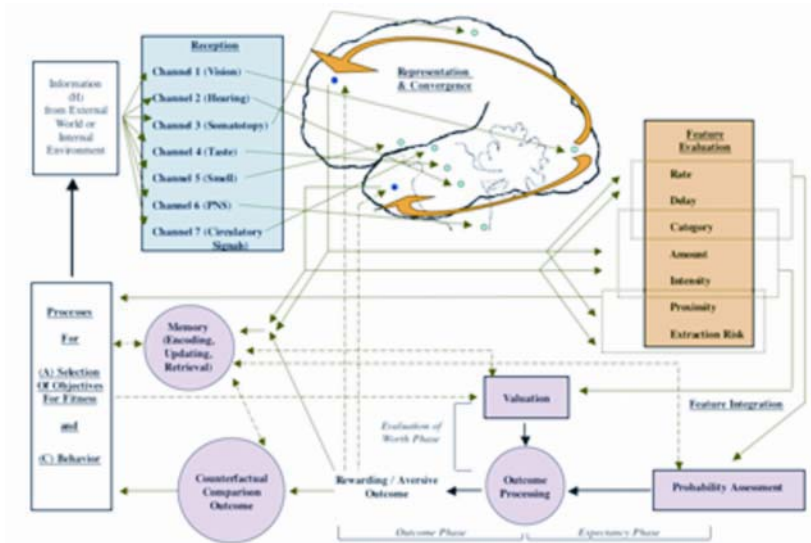 Information
(H)
from External
World or
Internal
Environment
Reception
Channel 1 (Vision)
Channel 2 (Hearing)
Channel 3 (Somatotopy)
Channel 4 (Taste)
Channel 5 (Smell)
Channel 6 (PNS)
Channel 7 (Circulatory
Signals)
Representation
& Convergence
Feature
Evaluation
Rate
Delay
Category
Amount
Intensity
Proximity
Extraction Risk
Processes
For
(A) Selection
Of Objectives
For Fitness
and
(C) Behavior
Memory
(Encoding,
Updating,
Retrieval)
Counterfactual
Comparison
Outcome
Evaluation of
Worth Phase
Valuation
Feature Integration
Rewarding / Aversive
Outcome
Outcome
Processing
Probability Assessment
Outcome Phase
Expectancy Phase